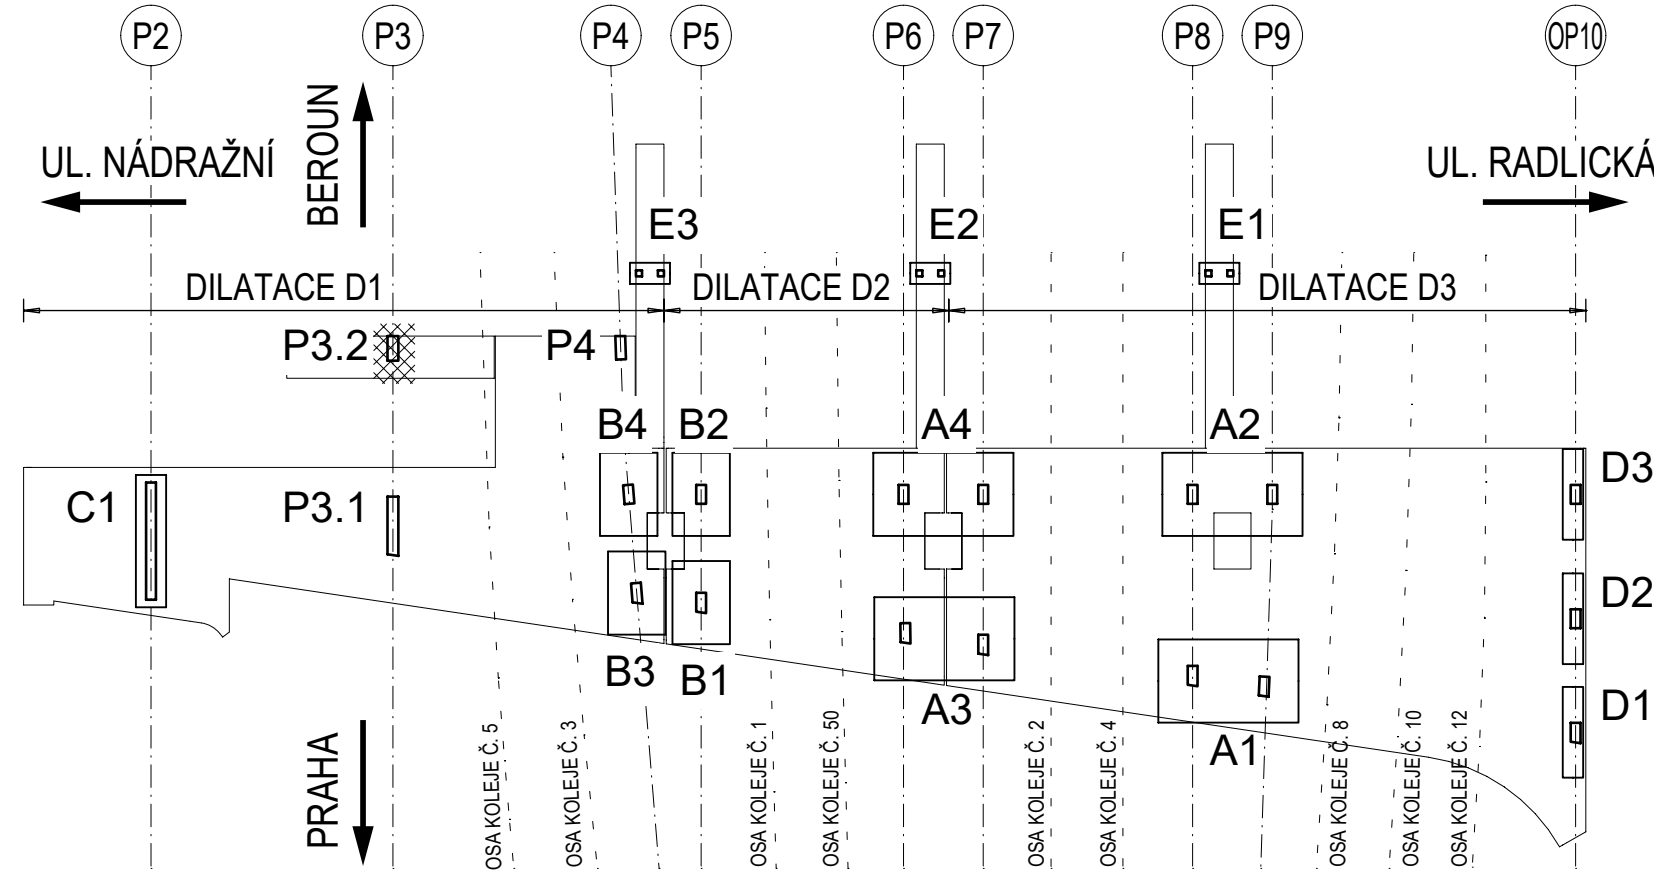 P2 P3 P4 P5 P6 P7 P8 P9 OP10
UL. NÁDRAŽNÍ
BEROUN
UL. RADLICKÁ
E3 E2 E1
DILATACE D1 DILATACE D2 DILATACE D3
P3.2 P4
B4 B2 A4 A2
D3
C1 P3.1
D2
B3 B1 A3
D1
A1
PRAHA
OSA KOLEJE Č. 5
OSA KOLEJE Č. 3
OSA KOLEJE Č. 1
OSA KOLEJE Č. 50
OSA KOLEJE Č. 2
OSA KOLEJE Č. 4
OSA KOLEJE Č. 8
OSA KOLEJE Č. 10
OSA KOLEJE Č. 12